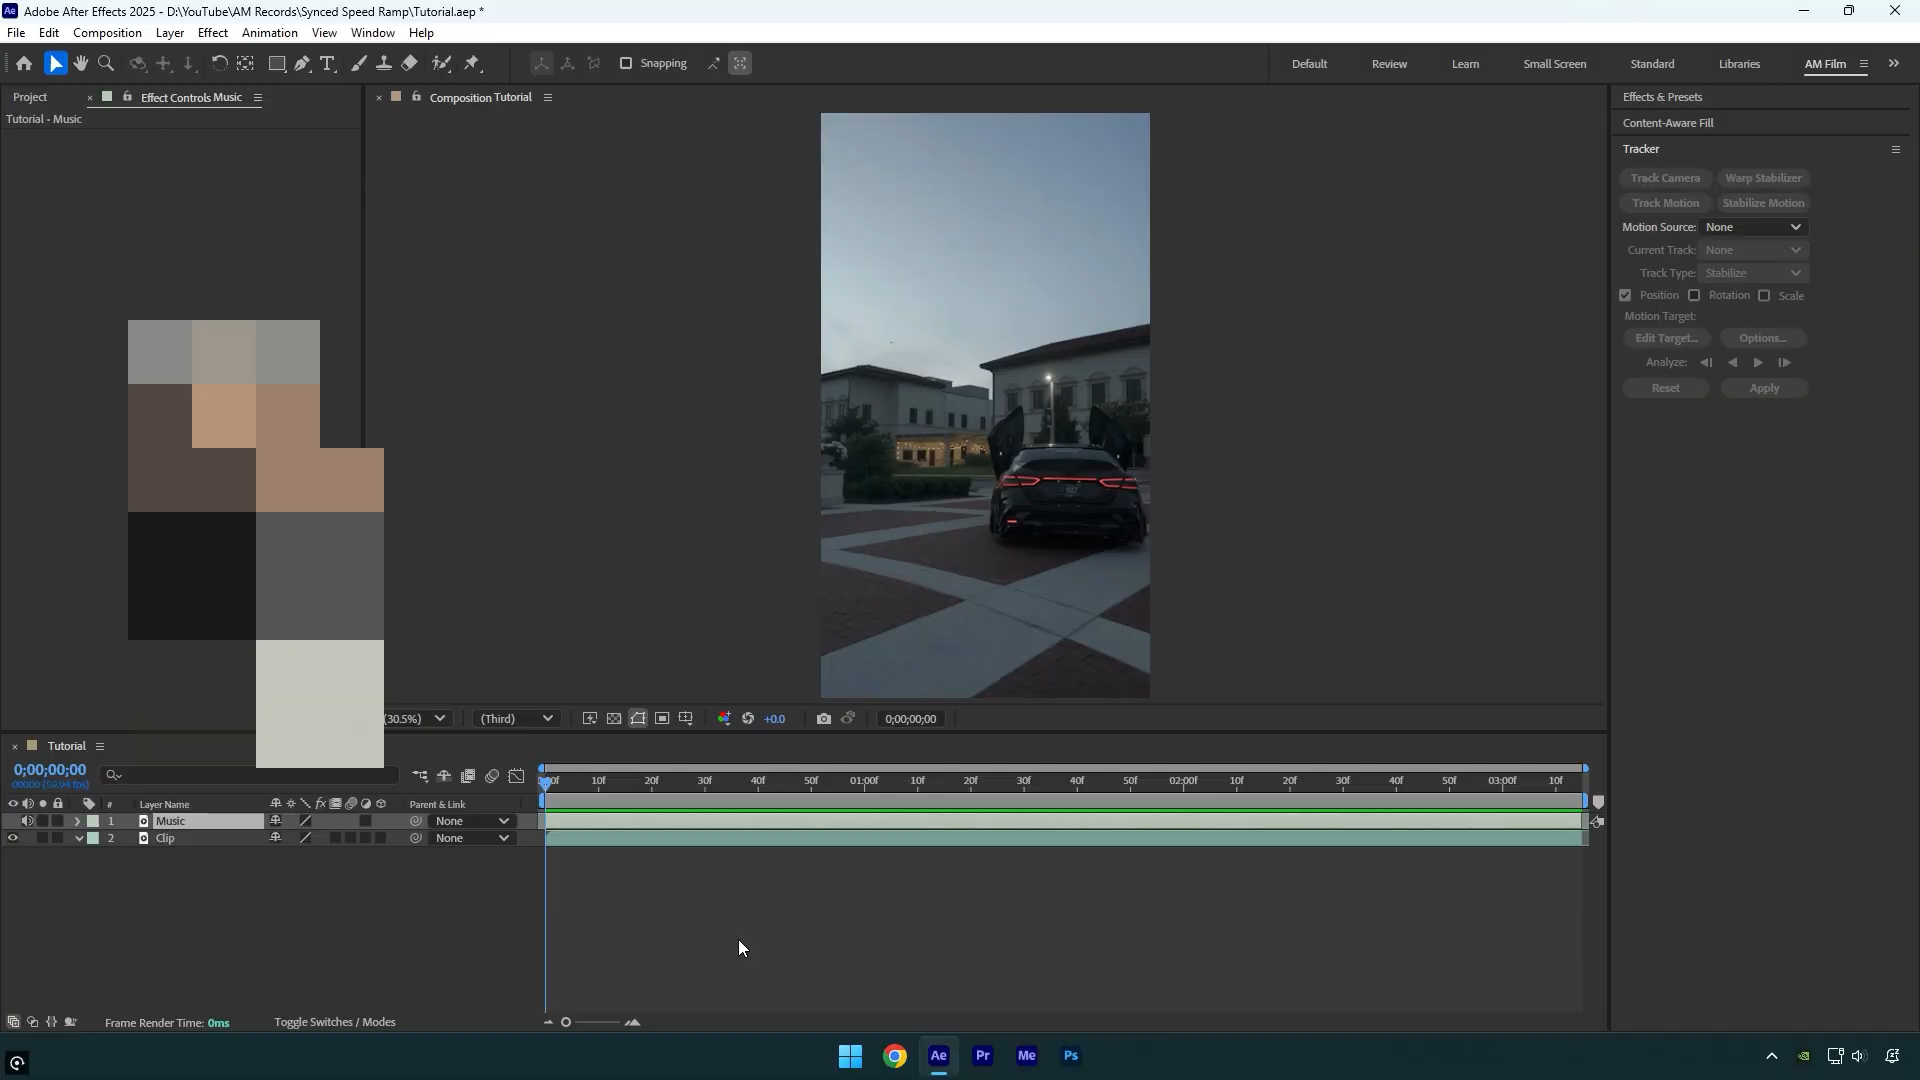 Adobe After Effects 2025 - D:\YouTube\AM Records\Synced Speed Ramp\Tutorial.aep *
File Edit Composition Layer Effect Animation View Window Help
Snapping
Default Review Learn Small Screen Standard Libraries AM Film
Project Effect Controls Music
Composition Tutorial
Effects & Presets
Tutorial - Music
Content-Aware Fill
Tracker
Track Camera Warp Stabilizer
Track Motion Stabilize Motion
Motion Source: None
Current Track: None
Track Type: Stabilize
Position Rotation Scale
Motion Target:
Edit Target... Options...
Analyze:
Reset Apply
(30.5%) (Third) +0.0 0;00;00;00
Tutorial
0;00;00;00
00000 (59.94 fps)
10f 20f 30f 40f 50f 01:00f 10f 20f 30f 40f 50f 02:00f 10f 20f 30f 40f 50f 03:00f 10f
# Layer Name fx Parent & Link
1 Music None
2 Clip None
Frame Render Time: 0ms Toggle Switches / Modes
Ae Pr Me Ps